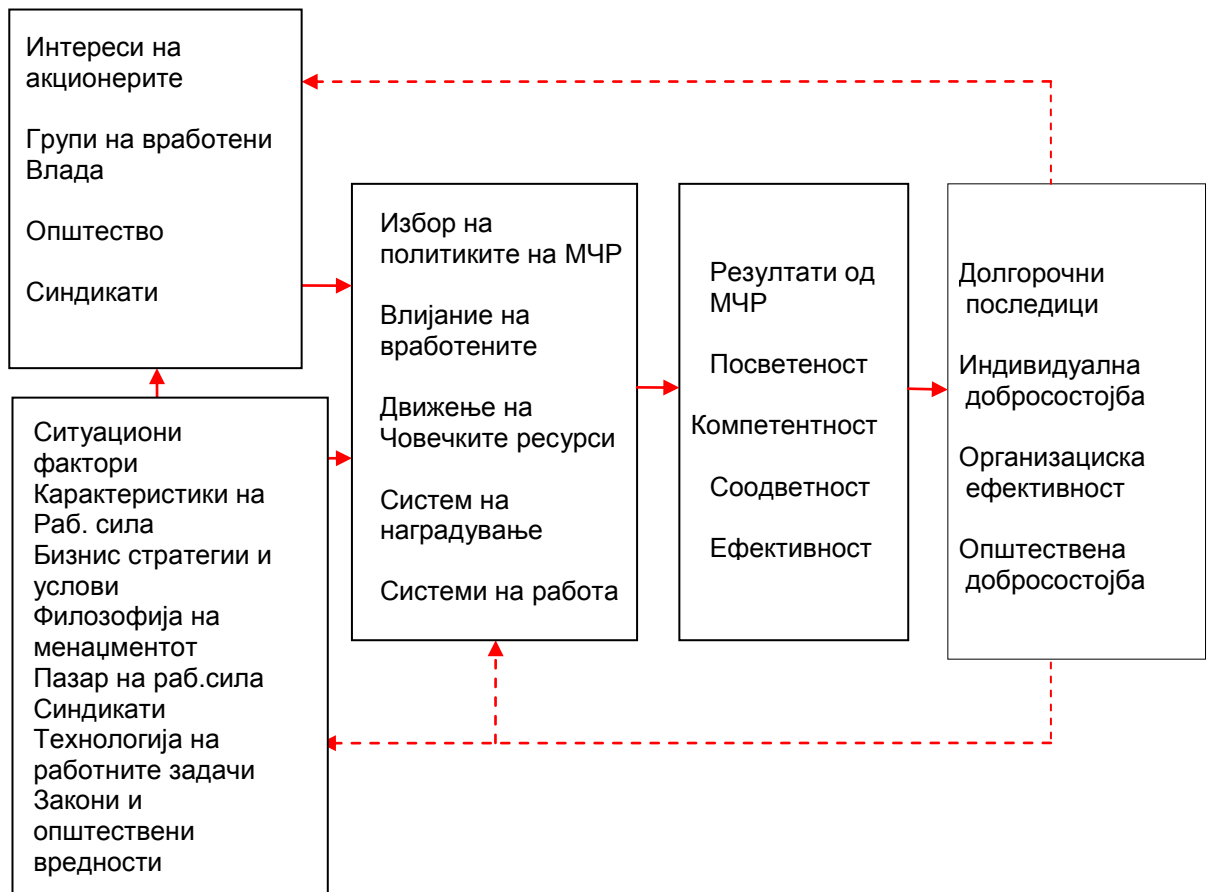 Интереси на
акционерите
Групи на вработени
Влада
Општество
Синдикати
Ситуациони
фактори
Карактеристики на
Раб. сила
Бизнис стратегии и
услови
Филозофија на
менаџментот
Пазар на раб.сила
Синдикати
Технологија на
работните задачи
Закони и
општествени
вредности
Избор на
политиките на МЧР
Влијание на
вработените
Движење на
Човечките ресурси
Систем на
наградување
Системи на работа
Резултати од
МЧР
Посветеност
Компетентност
Соодветност
Ефективност
Долгорочни
последици
Индивидуална
добросостојба
Организациска
ефективност
Општествена
добросостојба